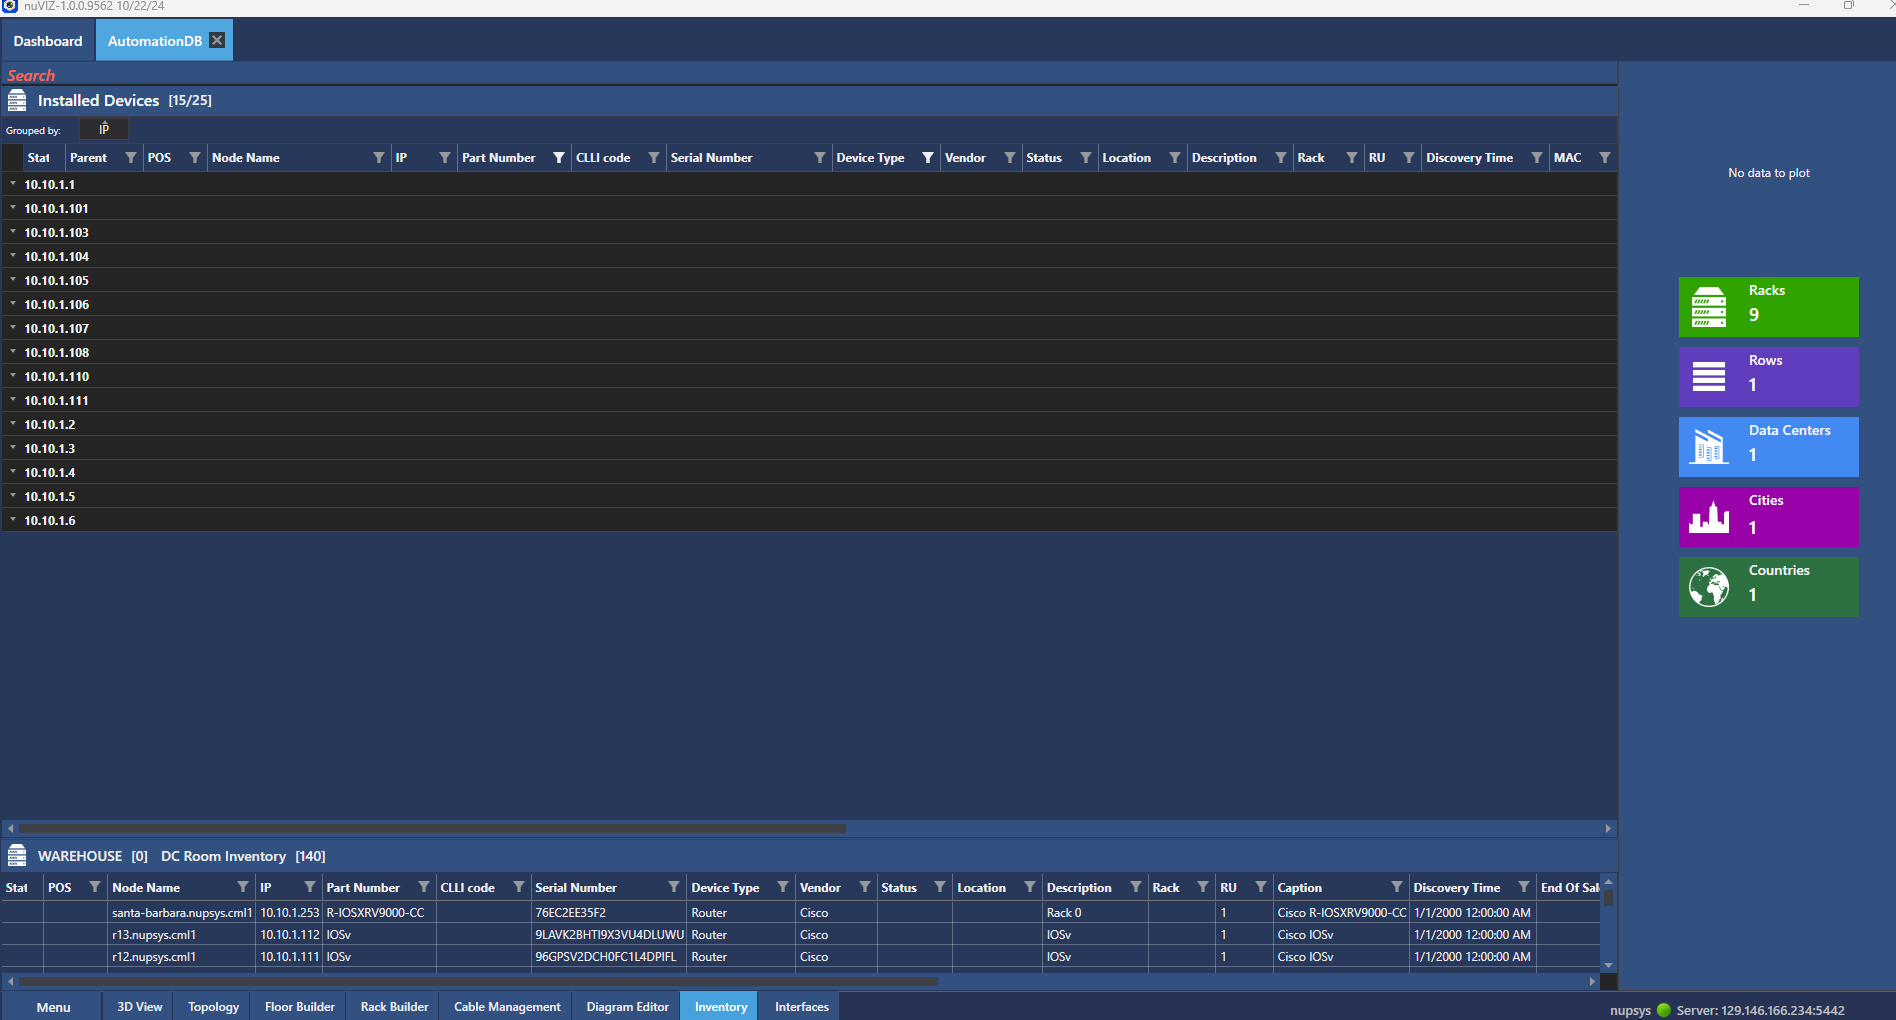 nuVIZ-1.0.0.9562 10/22/24
Dashboard AutomationDB
Search
Installed Devices [15/25]
Grouped by: IP
Stat Parent POS Node Name IP Part Number CLLI code Serial Number Device Type Vendor Status Location Description Rack RU Discovery Time MAC
10.10.1.1
10.10.1.101
10.10.1.103
10.10.1.104
10.10.1.105
10.10.1.106
10.10.1.107
10.10.1.108
10.10.1.110
10.10.1.111
10.10.1.2
10.10.1.3
10.10.1.4
10.10.1.5
10.10.1.6
No data to plot
Racks
9
Rows
1
Data Centers
1
Cities
1
Countries
1
WAREHOUSE [0] DC Room Inventory [140]
Stat POS Node Name IP Part Number CLLI code Serial Number Device Type Vendor Status Location Description Rack RU Caption Discovery Time End Of Sal
santa-barbara.nupsys.cml1 10.10.1.253 R-IOSXRV9000-CC 76EC2EE35F2 Router Cisco Rack 0 1 Cisco R-IOSXRV9000-CC 1/1/2000 12:00:00 AM
r13.nupsys.cml1 10.10.1.112 IOSv 9LAVK2BHTI9X3VU4DLUWU Router Cisco IOSv 1 Cisco IOSv 1/1/2000 12:00:00 AM
r12.nupsys.cml1 10.10.1.111 IOSv 96GPSV2DCH0FC1L4DPIFL Router Cisco IOSv 1 Cisco IOSv 1/1/2000 12:00:00 AM
Menu 3D View Topology Floor Builder Rack Builder Cable Management Diagram Editor Inventory Interfaces
nupsys Server: 129.146.166.234:5442